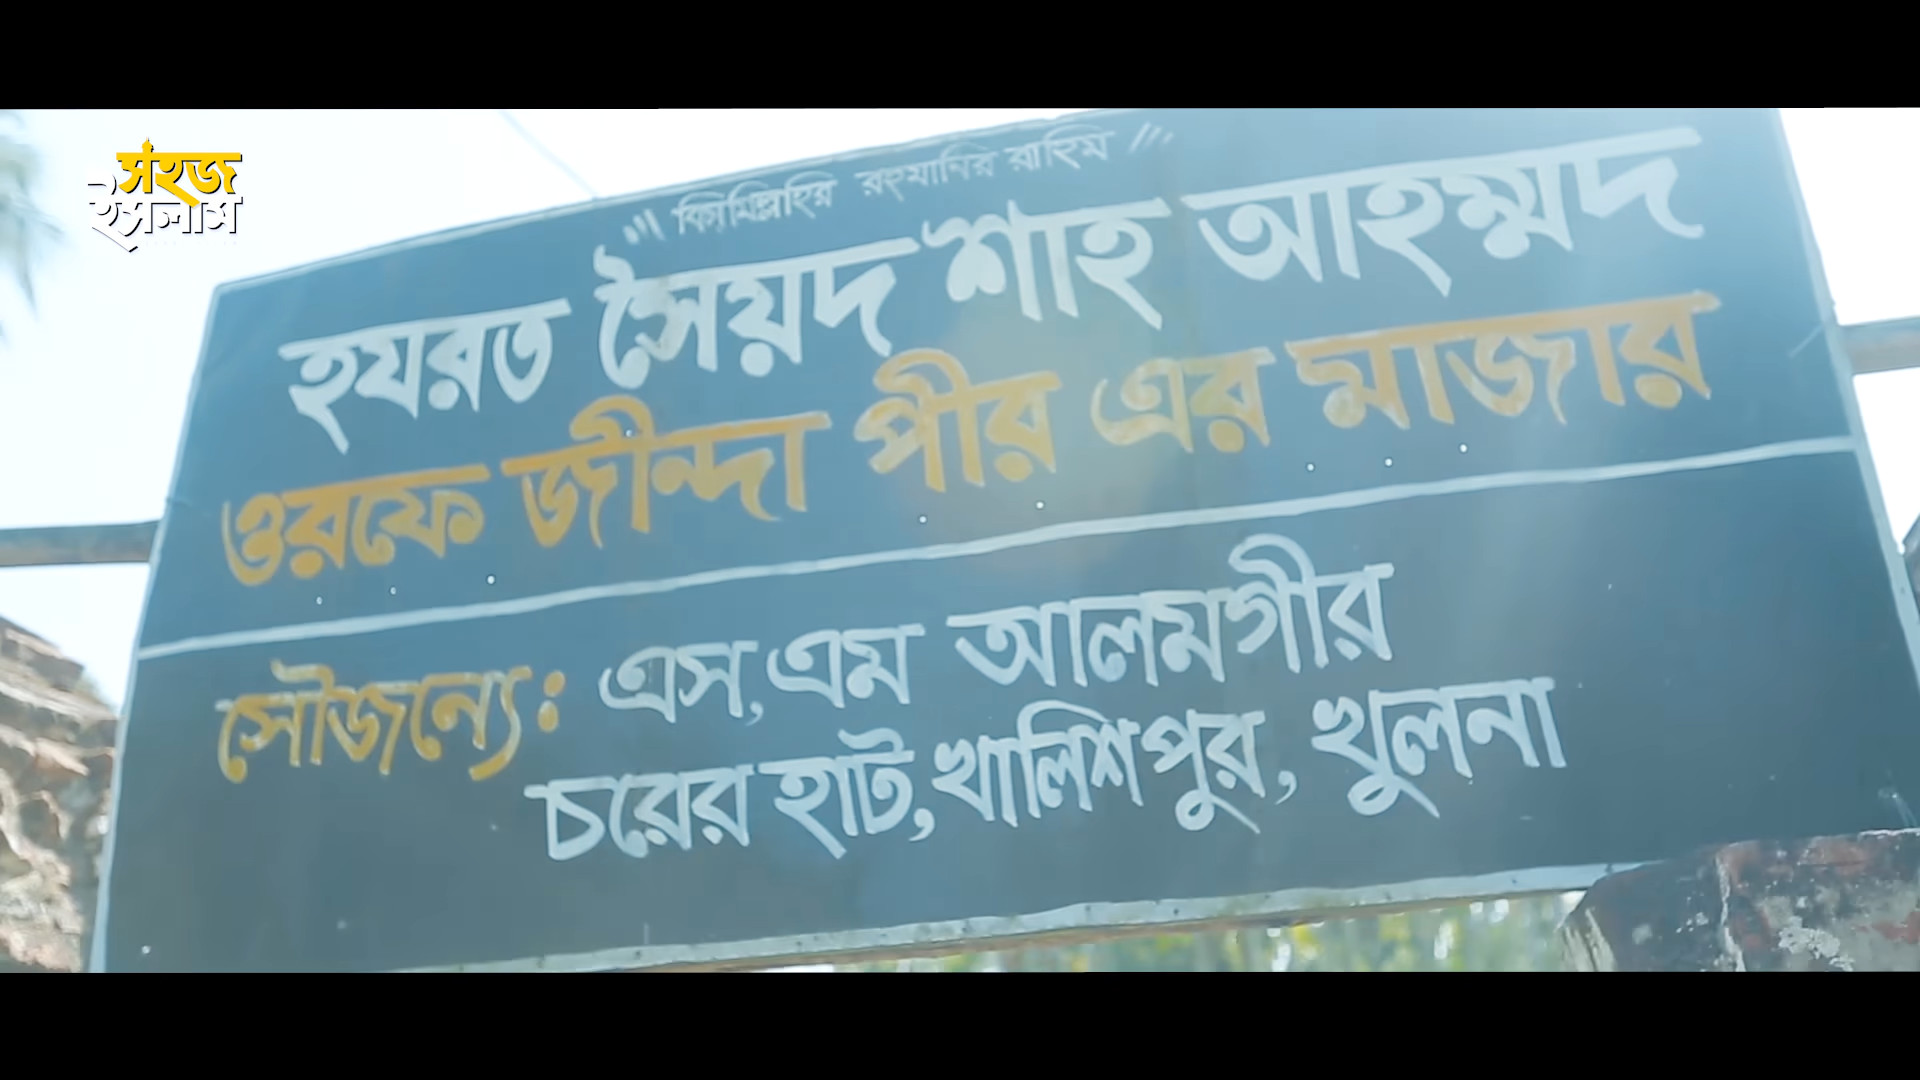 সহজ
ইসলাম
"॥ বিসমিল্লাহির রহমানির রাহিম ॥"
হযরত সৈয়দ শাহ আহম্মদ
ওরফে জীন্দা পীর এর মাজার
সৌজন্যে: এস,এম আলমগীর
চরের হাট, খালিশপুর, খুলনা